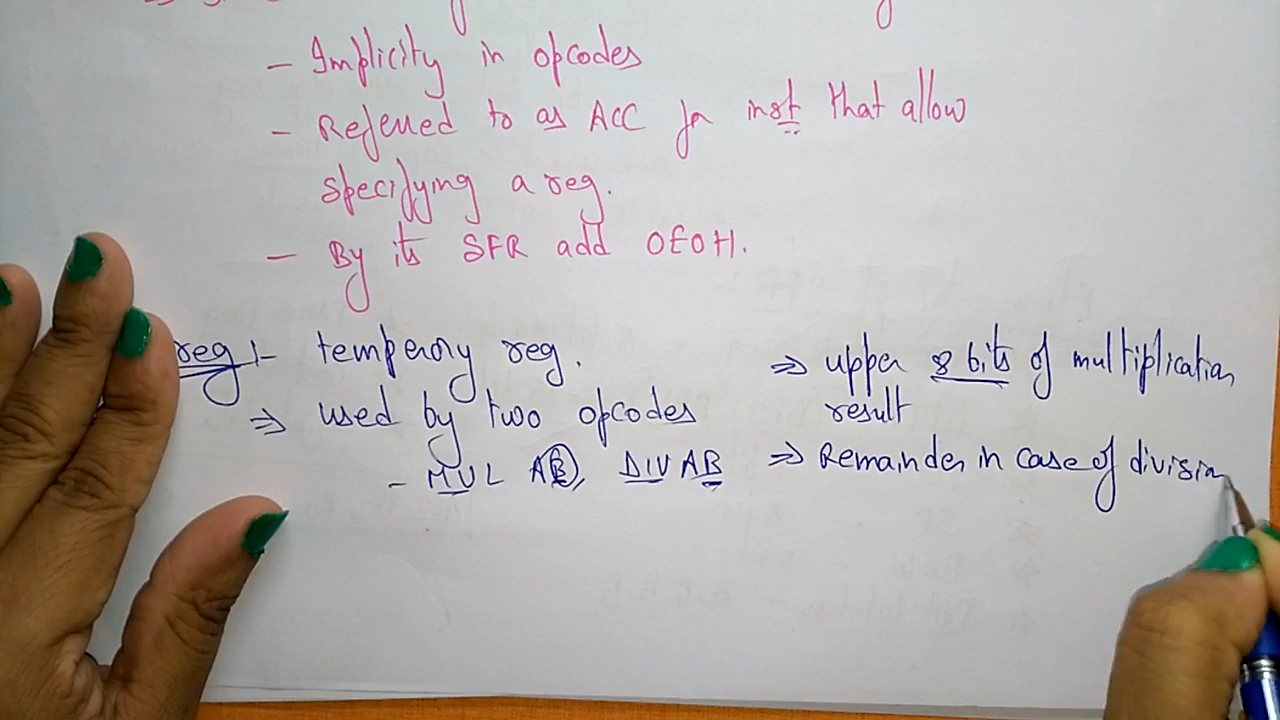 - Implicity in opcodes
- Referred to as ACC for inst that allow
specifying a reg.
- By its SFR add 0E0H.
reg :- temperory reg.
⇒ used by two opcodes
- MUL AB, DIV AB
⇒ upper 8 bits of multiplication
result
⇒ Remainder in case of division